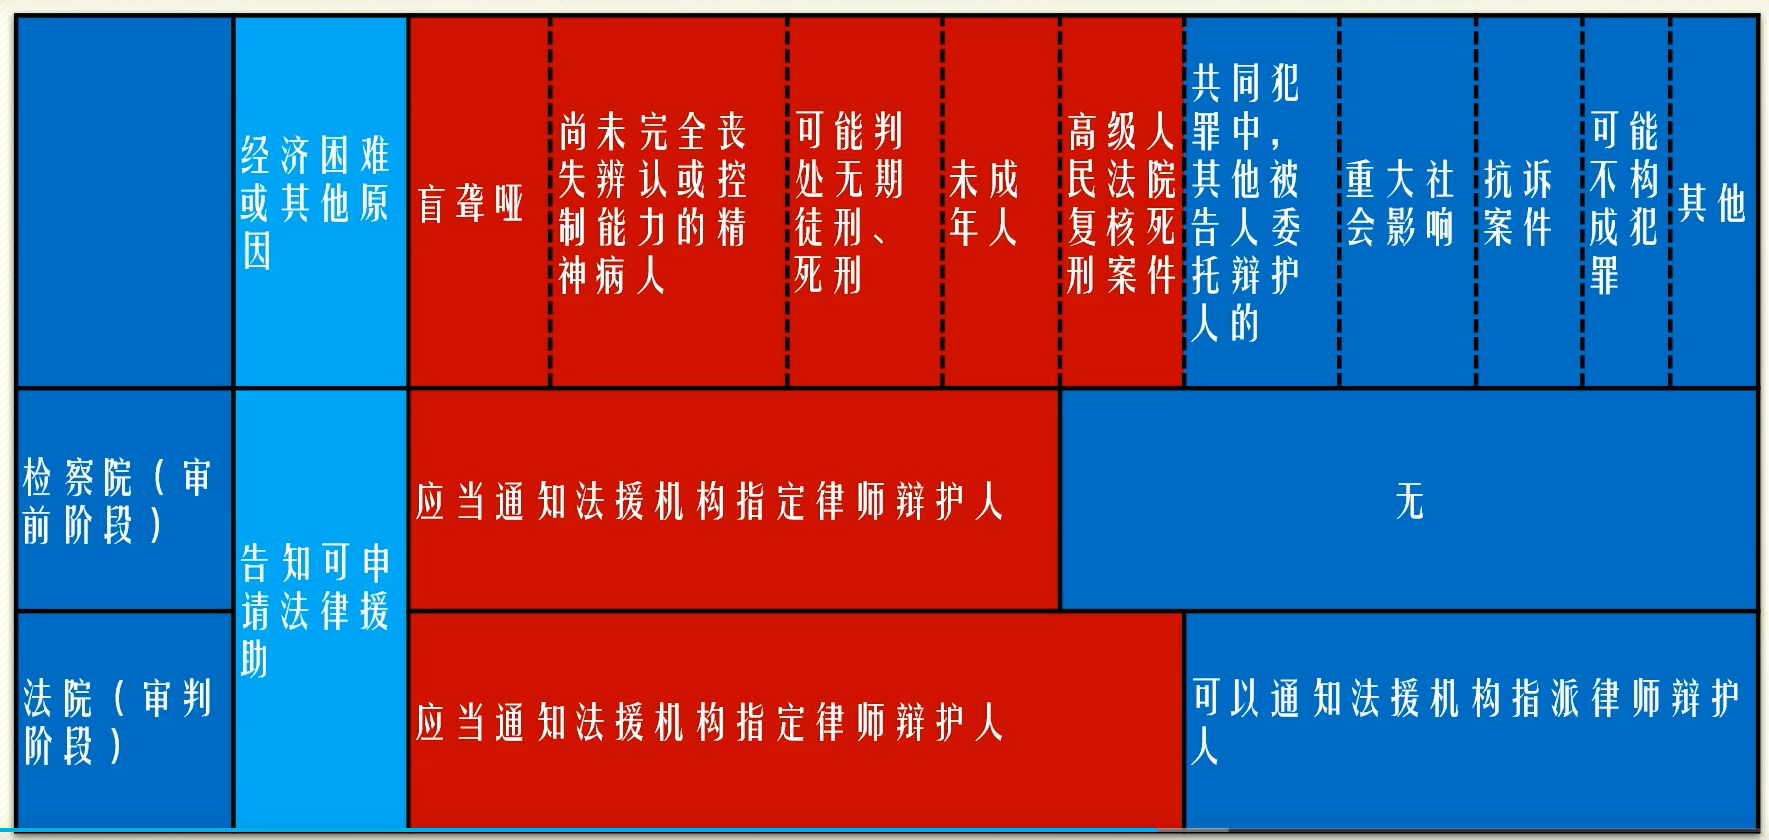 经济困难
或其他原
因
盲聋哑
尚未完全丧
失辨认或控
制能力的精
神病人
可能判
处无期
徒刑、
死刑
未成
年人
高级人
民法院
复核死
刑案件
共同犯
罪中，
其他被
告人委
托辩护
人的
重大社
会影响
抗诉
案件
可能
不构
成犯
罪
其他
检察院（审
前阶段）
告知可申
请法律援
助
应当通知法援机构指定律师辩护人
无
法院（审判
阶段）
应当通知法援机构指定律师辩护人
可以通知法援机构指派律师辩护
人